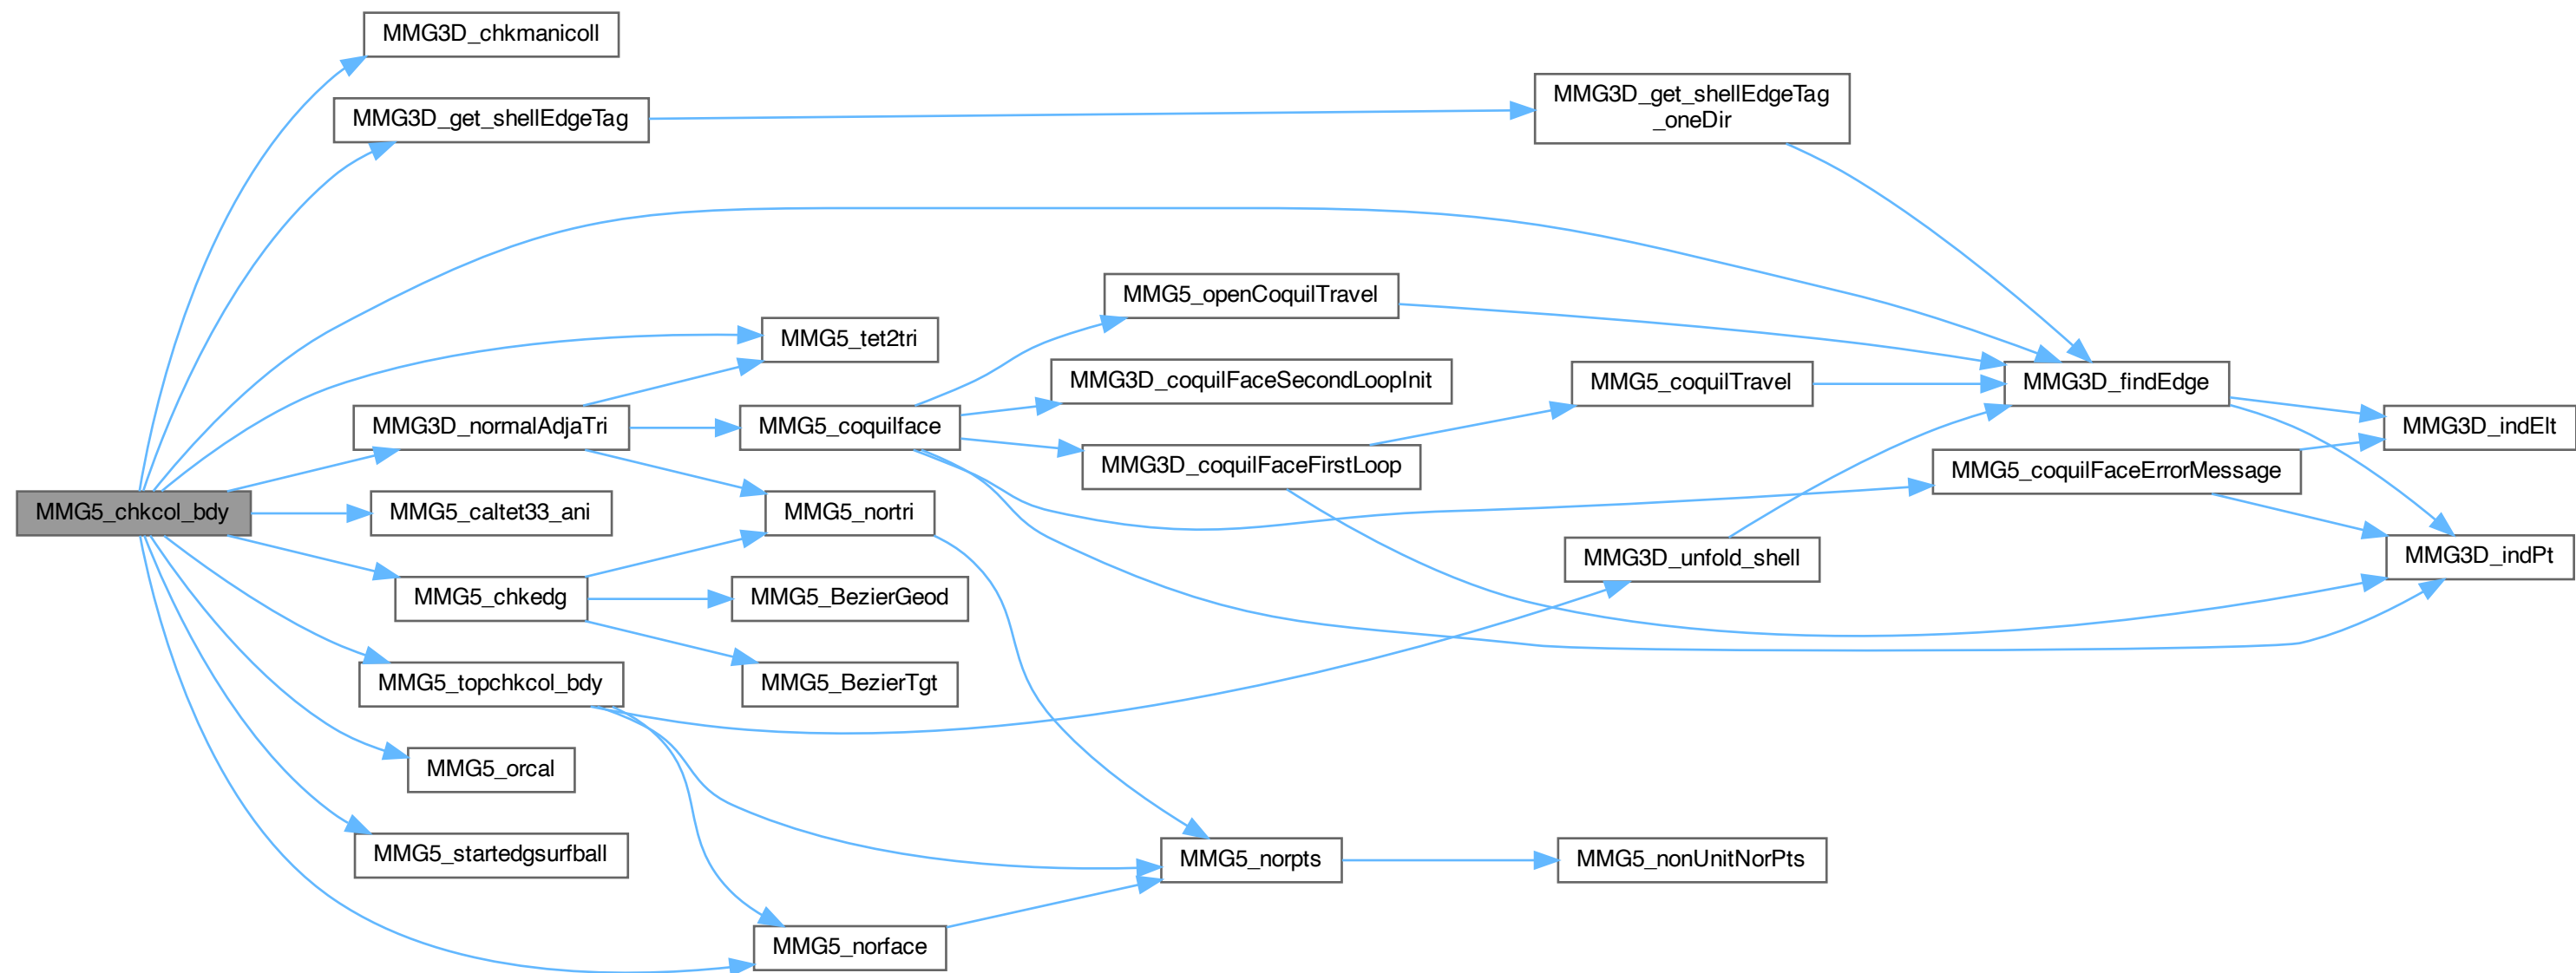 MMG3D_chkmanicoll
MMG3D_get_shellEdgeTag
MMG3D_get_shellEdgeTag
_oneDir
MMG5_openCoquilTravel
MMG5_tet2tri
MMG3D_coquilFaceSecondLoopInit
MMG5_coquilTravel
MMG3D_findEdge
MMG3D_normalAdjaTri
MMG5_coquilface
MMG3D_indElt
MMG3D_coquilFaceFirstLoop
MMG5_coquilFaceErrorMessage
MMG5_chkcol_bdy
MMG5_caltet33_ani
MMG5_nortri
MMG3D_unfold_shell
MMG3D_indPt
MMG5_chkedg
MMG5_BezierGeod
MMG5_topchkcol_bdy
MMG5_BezierTgt
MMG5_orcal
MMG5_startedgsurfball
MMG5_norpts
MMG5_nonUnitNorPts
MMG5_norface